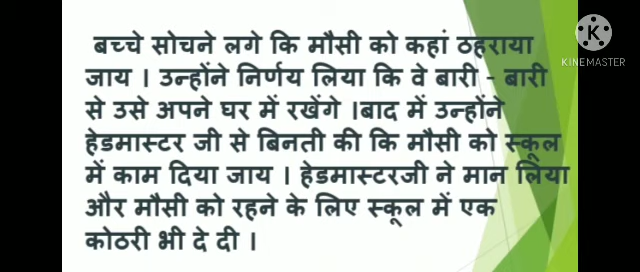 बच्चे सोचने लगे कि मौसी को कहां ठहराया
जाय । उन्होंने निर्णय लिया कि वे बारी - बारी
से उसे अपने घर में रखेंगे ।बाद में उन्होंने
हेडमास्टर जी से बिनती की कि मौसी को स्कूल
में काम दिया जाय । हेडमास्टरजी ने मान लिया
और मौसी को रहने के लिए स्कूल में एक
कोठरी भी दे दी ।
KINEMASTER